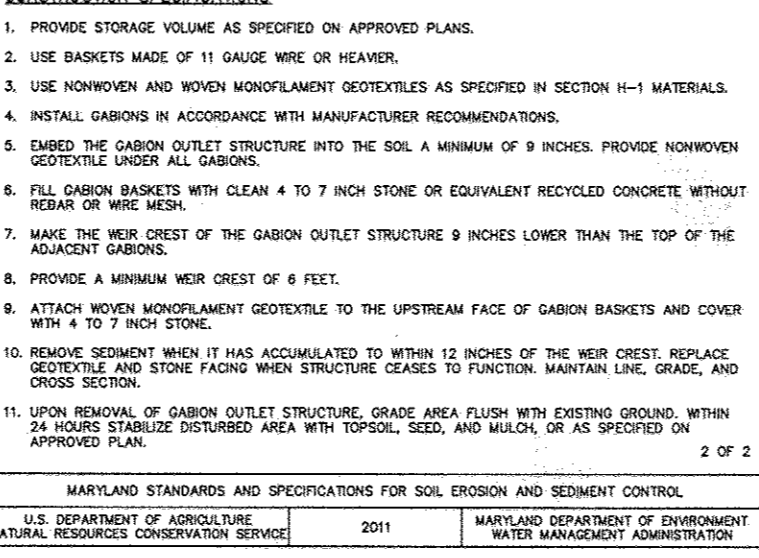 1. PROVIDE STORAGE VOLUME AS SPECIFIED ON APPROVED PLANS.
2. USE BASKETS MADE OF 11 GAUGE WIRE OR HEAVIER.
3. USE NONWOVEN AND WOVEN MONOFILAMENT GEOTEXTILES AS SPECIFIED IN SECTION H-1 MATERIALS.
4. INSTALL GABIONS IN ACCORDANCE WITH MANUFACTURER RECOMMENDATIONS.
5. EMBED THE GABION OUTLET STRUCTURE INTO THE SOIL A MINIMUM OF 9 INCHES. PROVIDE NONWOVEN
GEOTEXTILE UNDER ALL GABIONS.
6. FILL GABION BASKETS WITH CLEAN 4 TO 7 INCH STONE OR EQUIVALENT RECYCLED CONCRETE WITHOUT
REBAR OR WIRE MESH.
7. MAKE THE WEIR CREST OF THE GABION OUTLET STRUCTURE 9 INCHES LOWER THAN THE TOP OF THE
ADJACENT GABIONS.
8. PROVIDE A MINIMUM WEIR CREST OF 6 FEET.
9. ATTACH WOVEN MONOFILAMENT GEOTEXTILE TO THE UPSTREAM FACE OF GABION BASKETS AND COVER
WITH 4 TO 7 INCH STONE.
10. REMOVE SEDIMENT WHEN IT HAS ACCUMULATED TO WITHIN 12 INCHES OF THE WEIR CREST. REPLACE
GEOTEXTILE AND STONE FACING WHEN STRUCTURE CEASES TO FUNCTION. MAINTAIN LINE, GRADE, AND
CROSS SECTION.
11. UPON REMOVAL OF GABION OUTLET STRUCTURE, GRADE AREA FLUSH WITH EXISTING GROUND. WITHIN
24 HOURS STABILIZE DISTURBED AREA WITH TOPSOIL, SEED, AND MULCH, OR AS SPECIFIED ON
APPROVED PLAN.
2 OF 2
MARYLAND STANDARDS AND SPECIFICATIONS FOR SOIL EROSION AND SEDIMENT CONTROL
U.S. DEPARTMENT OF AGRICULTURE
ATURAL RESOURCES CONSERVATION SERVICE
2011
MARYLAND DEPARTMENT OF ENVIRONMENT
WATER MANAGEMENT ADMINISTRATION